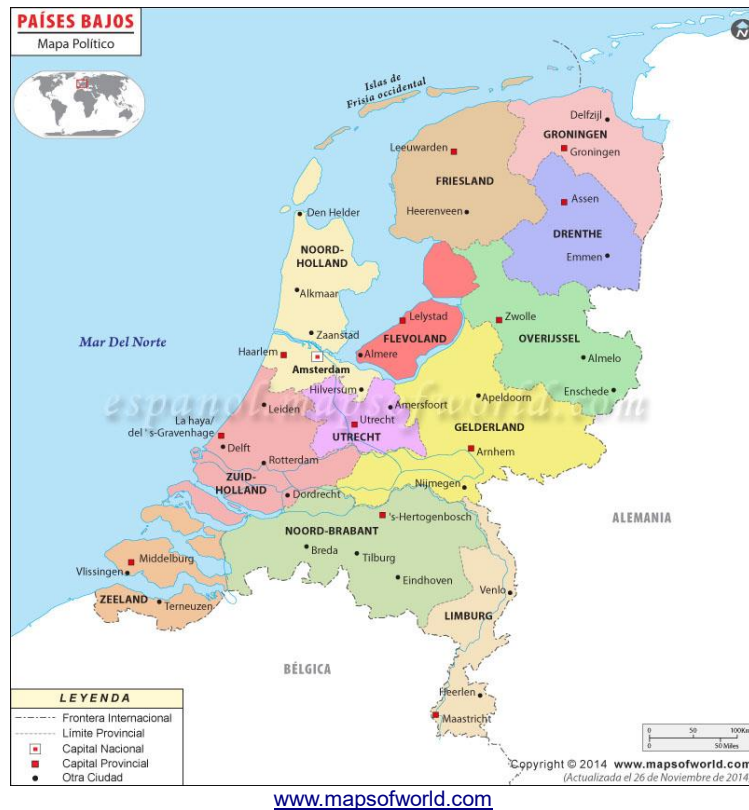 PAÍSES BAJOS
Mapa Político
N
Islas de
Frisia occidental
Delfzijl
GRONINGEN
Groningen
Leeuwarden
FRIESLAND
Assen
Heerenveen
DRENTHE
Den Helder
Emmen
NOORD-
HOLLAND
Alkmaar
Lelystad
Zwolle
Zaanstad
FLEVOLAND
OVERIJSSEL
Mar Del Norte
Haarlem
Almere
Almelo
Amsterdam
Hilversum
Enschede
Apeldoorn
espanol.mapsofworld.com
Leiden
Amersfoort
La haya/
del ' s-Gravenhage
Utrecht
UTRECHT
GELDERLAND
Delft
Arnhem
Rotterdam
ZUID-
HOLLAND
Nijmegen
Dordrecht
's-Hertogenbosch
ALEMANIA
NOORD-BRABANT
Breda
Tilburg
Middelburg
Vlissingen
Eindhoven
Venlo
ZEELAND
Terneuzen
LIMBURG
BÉLGICA
Heerlen
Maastricht
LEYENDA
Frontera Internacional
Límite Provincial
Capital Nacional
Capital Provincial
Otra Ciudad
0 50 100Km
0 50 Miles
Copyright © 2014 www.mapsofworld.com
(Actualizada el 26 de Noviembre de 2014)
www.mapsofworld.com